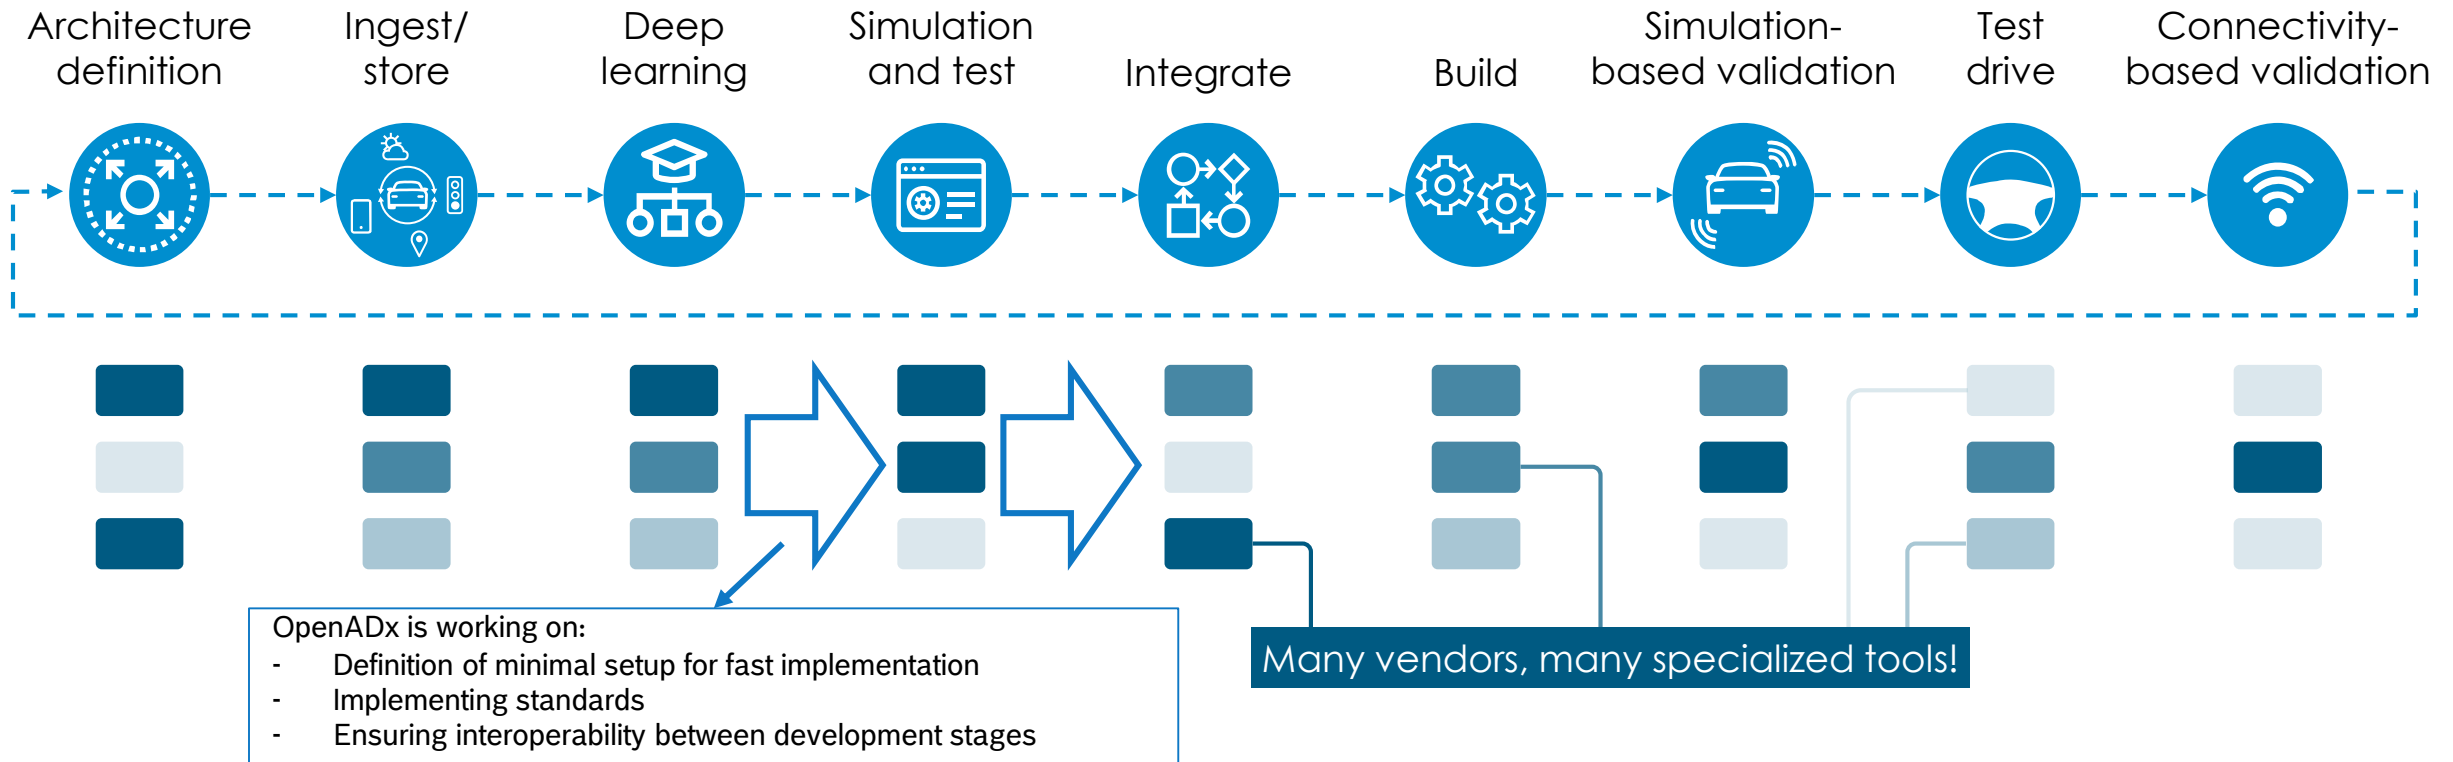 Architecture
definition
Ingest/
store
Deep
learning
Simulation
and test
Integrate
Build
Simulation-
based validation
Test
drive
Connectivity-
based validation
OpenADx is working on:
- Definition of minimal setup for fast implementation
- Implementing standards
- Ensuring interoperability between development stages
Many vendors, many specialized tools!